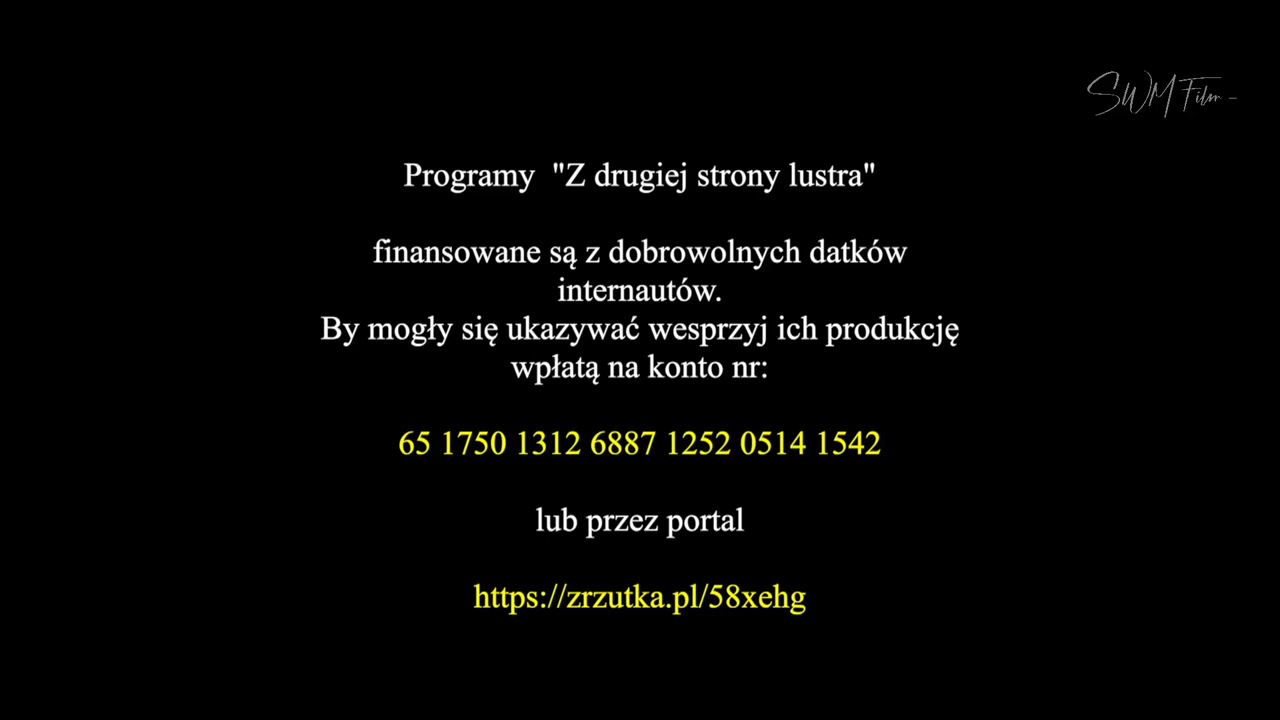 SWM Film -
Programy "Z drugiej strony lustra"
finansowane są z dobrowolnych datków
internautów.
By mogły się ukazywać wesprzyj ich produkcję
wpłatą na konto nr:
65 1750 1312 6887 1252 0514 1542
lub przez portal
https://zrzutka.pl/58xehg